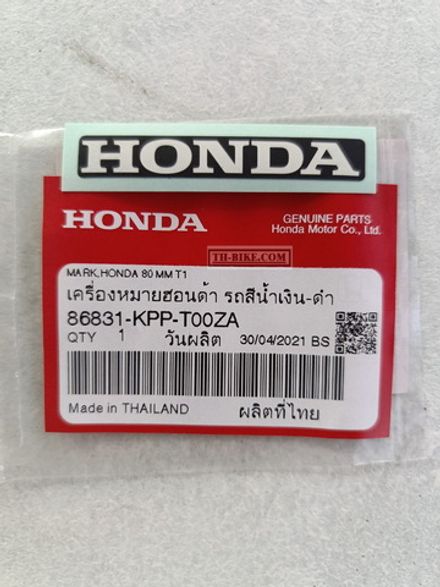 HONDA
HONDA
GENUINE PARTS
Honda Motor Co., Ltd.
TH-BIKE.COM
MARK,HONDA 80 MM T1
เครื่องหมายฮอนด้า รถสีน้ำเงิน-ดำ
86831-KPP-T00ZA
QTY 1 วันผลิต 30/04/2021 BS
Made in THAILAND ผลิตที่ไทย